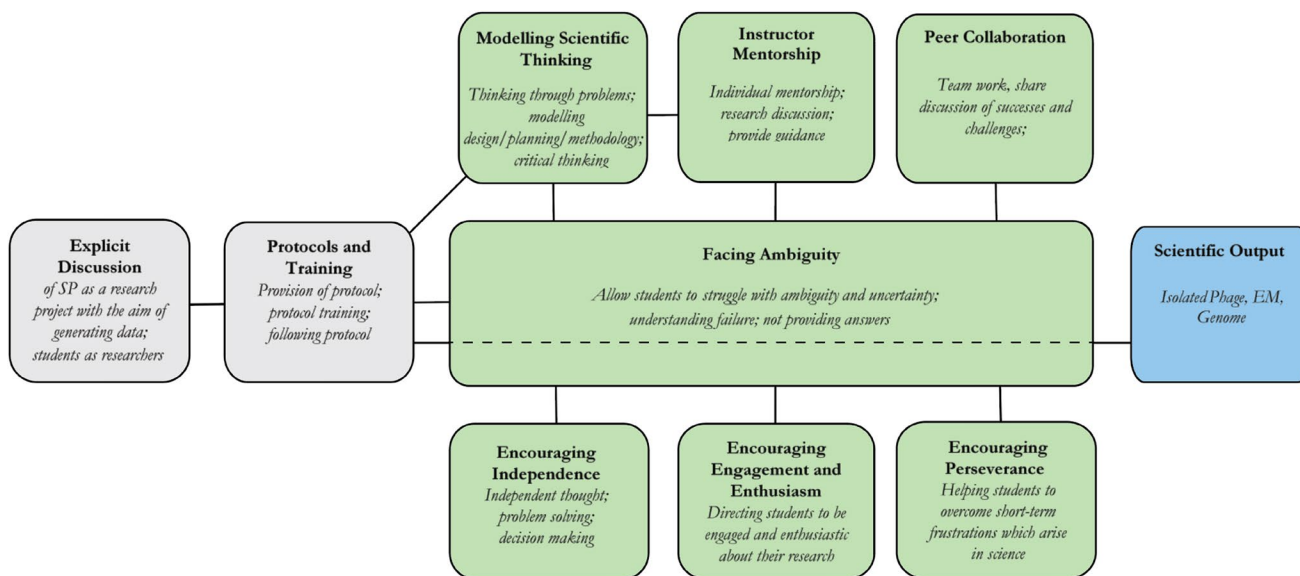 Modelling Scientific
Thinking
Thinking through problems;
modelling
design/planning/methodology;
critical thinking
Instructor
Mentorship
Individual mentorship;
research discussion;
provide guidance
Peer Collaboration
Team work, share
discussion of successes and
challenges;
Explicit
Discussion
of SP as a research
project with the aim of
generating data;
students as researchers
Protocols and
Training
Provision of protocol;
protocol training;
following protocol
Facing Ambiguity
Allow students to struggle with ambiguity and uncertainty;
understanding failure; not providing answers
Scientific Output
Isolated Phage, EM,
Genome
Encouraging
Independence
Independent thought;
problem solving;
decision making
Encouraging
Engagement and
Enthusiasm
Directing students to be
engaged and enthusiastic
about their research
Encouraging
Perseverance
Helping students to
overcome short-term
frustrations which arise
in science